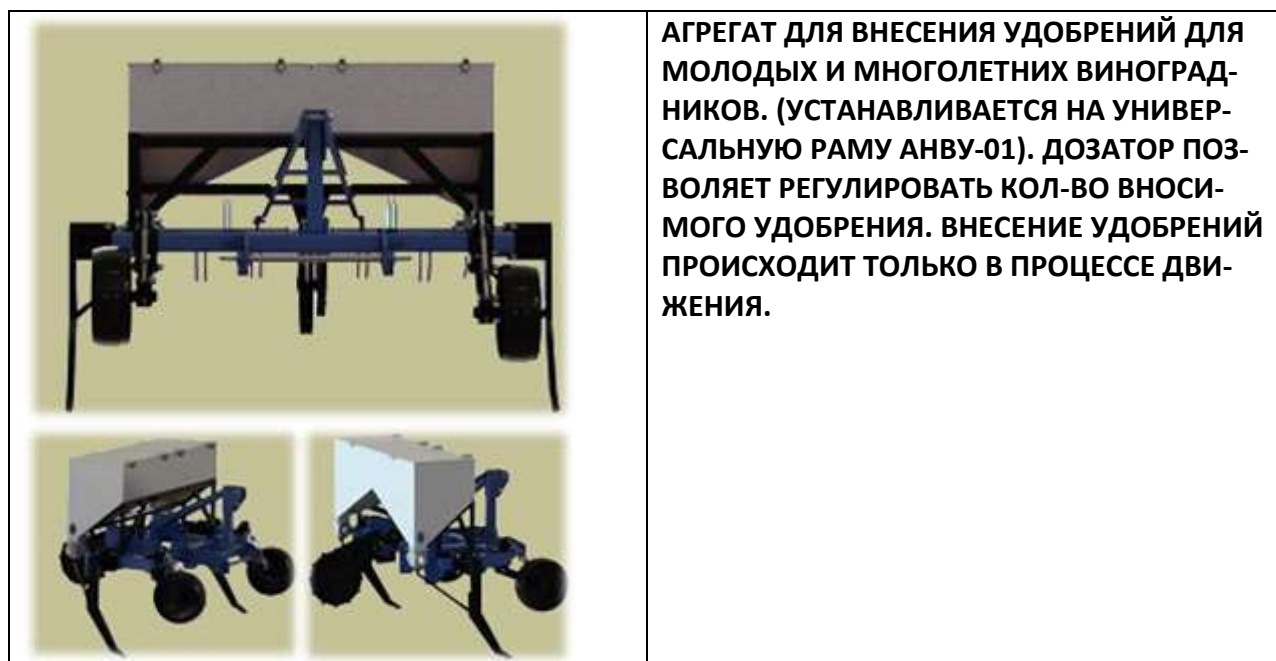 АГРЕГАТ ДЛЯ ВНЕСЕНИЯ УДОБРЕНИЙ ДЛЯ
МОЛОДЫХ И МНОГОЛЕТНИХ ВИНОГРАД-
НИКОВ. (УСТАНАВЛИВАЕТСЯ НА УНИВЕР-
САЛЬНУЮ РАМУ АНВУ-01). ДОЗАТОР ПОЗ-
ВОЛЯЕТ РЕГУЛИРОВАТЬ КОЛ-ВО ВНОСИ-
МОГО УДОБРЕНИЯ. ВНЕСЕНИЕ УДОБРЕНИЙ
ПРОИСХОДИТ ТОЛЬКО В ПРОЦЕССЕ ДВИ-
ЖЕНИЯ.